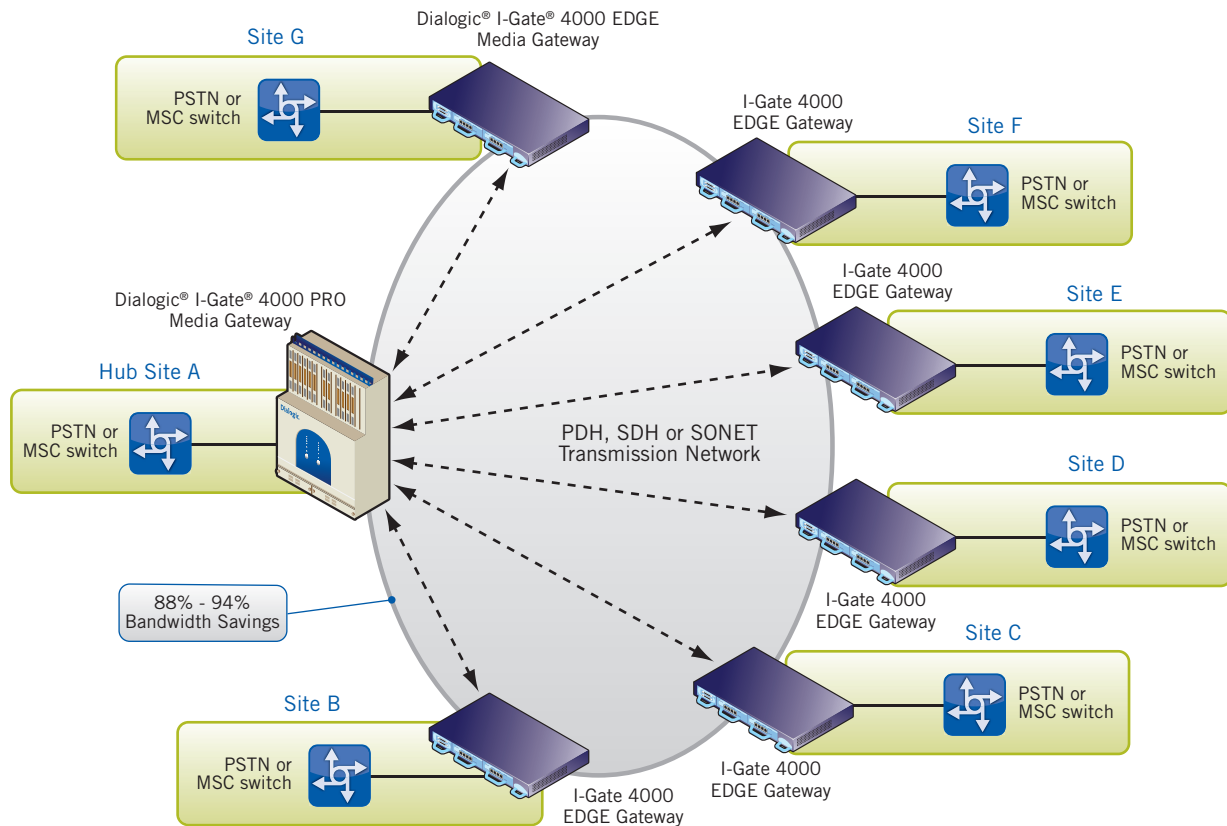 Dialogic® I-Gate® 4000 EDGE
Media Gateway
Site G
PSTN or
MSC switch
I-Gate 4000
EDGE Gateway
Site F
PSTN or
MSC switch
I-Gate 4000
EDGE Gateway
Site E
PSTN or
MSC switch
Dialogic® I-Gate® 4000 PRO
Media Gateway
Hub Site A
PSTN or
MSC switch
Dialogic
PDH, SDH or SONET
Transmission Network
Site D
PSTN or
MSC switch
I-Gate 4000
EDGE Gateway
88% - 94%
Bandwidth Savings
Site C
PSTN or
MSC switch
I-Gate 4000
EDGE Gateway
Site B
PSTN or
MSC switch
I-Gate 4000
EDGE Gateway